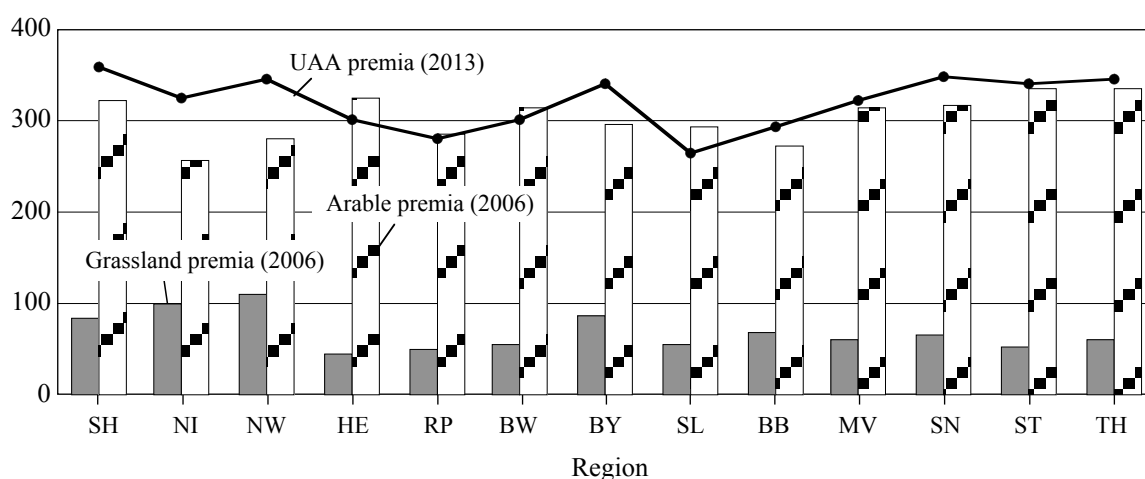 400
UAA premia (2013)
300
Arable premia (2006)
200
Grassland premia (2006)
100
0
SH NI NW HE RP BW BY SL BB MV SN ST TH
Region